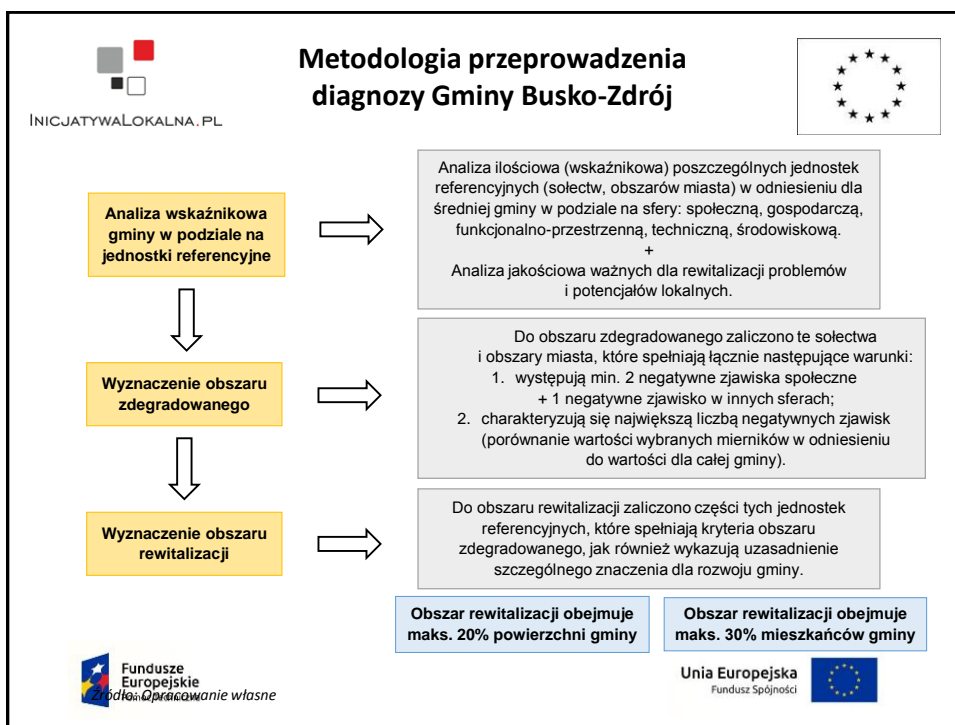 Metodologia przeprowadzenia
diagnozy Gminy Busko-Zdrój
INICJATYWALOKALNA.PL
Analiza wskaźnikowa
gminy w podziale na
jednostki referencyjne
Analiza ilościowa (wskaźnikowa) poszczególnych jednostek
referencyjnych (sołectw, obszarów miasta) w odniesieniu dla
średniej gminy w podziale na sfery: społeczną, gospodarczą,
funkcjonalno-przestrzenną, techniczną, środowiskową.
+
Analiza jakościowa ważnych dla rewitalizacji problemów
i potencjałów lokalnych.
Wyznaczenie obszaru
zdegradowanego
Do obszaru zdegradowanego zaliczono te sołectwa
i obszary miasta, które spełniają łącznie następujące warunki:
1. występują min. 2 negatywne zjawiska społeczne
+ 1 negatywne zjawisko w innych sferach;
2. charakteryzują się największą liczbą negatywnych zjawisk
(porównanie wartości wybranych mierników w odniesieniu
do wartości dla całej gminy).
Wyznaczenie obszaru
rewitalizacji
Do obszaru rewitalizacji zaliczono części tych jednostek
referencyjnych, które spełniają kryteria obszaru
zdegradowanego, jak również wykazują uzasadnienie
szczególnego znaczenia dla rozwoju gminy.
Obszar rewitalizacji obejmuje
maks. 20% powierzchni gminy
Obszar rewitalizacji obejmuje
maks. 30% mieszkańców gminy
Fundusze
Europejskie
Źródło: Opracowanie własne
Unia Europejska
Fundusz Spójności